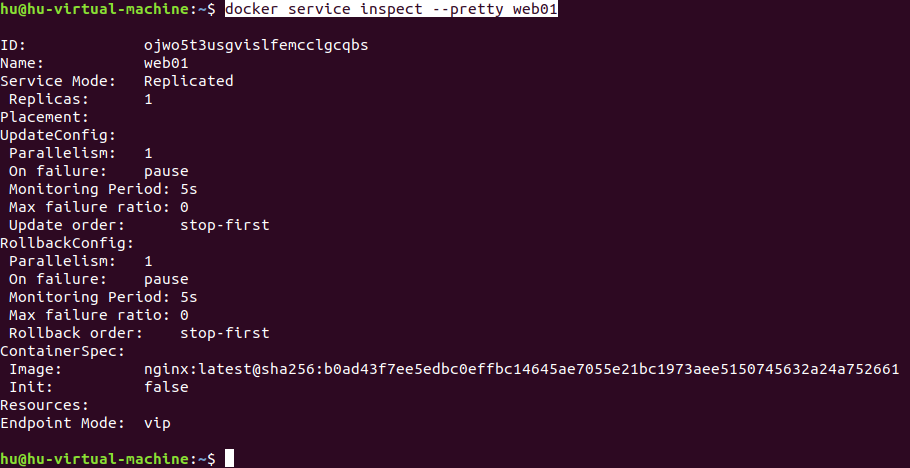 hu@hu-virtual-machine:~$ docker service inspect --pretty web01
ID:             ojwo5t3usgvislfemcclgcqbs
Name:           web01
Service Mode:   Replicated
 Replicas:      1
Placement:
UpdateConfig:
 Parallelism:   1
 On failure:    pause
 Monitoring Period: 5s
 Max failure ratio: 0
 Update order:      stop-first
RollbackConfig:
 Parallelism:   1
 On failure:    pause
 Monitoring Period: 5s
 Max failure ratio: 0
 Rollback order:    stop-first
ContainerSpec:
 Image:         nginx:latest@sha256:b0ad43f7ee5edbc0effbc14645ae7055e21bc1973aee5150745632a24a752661
 Init:          false
Resources:
Endpoint Mode:  vip
hu@hu-virtual-machine:~$